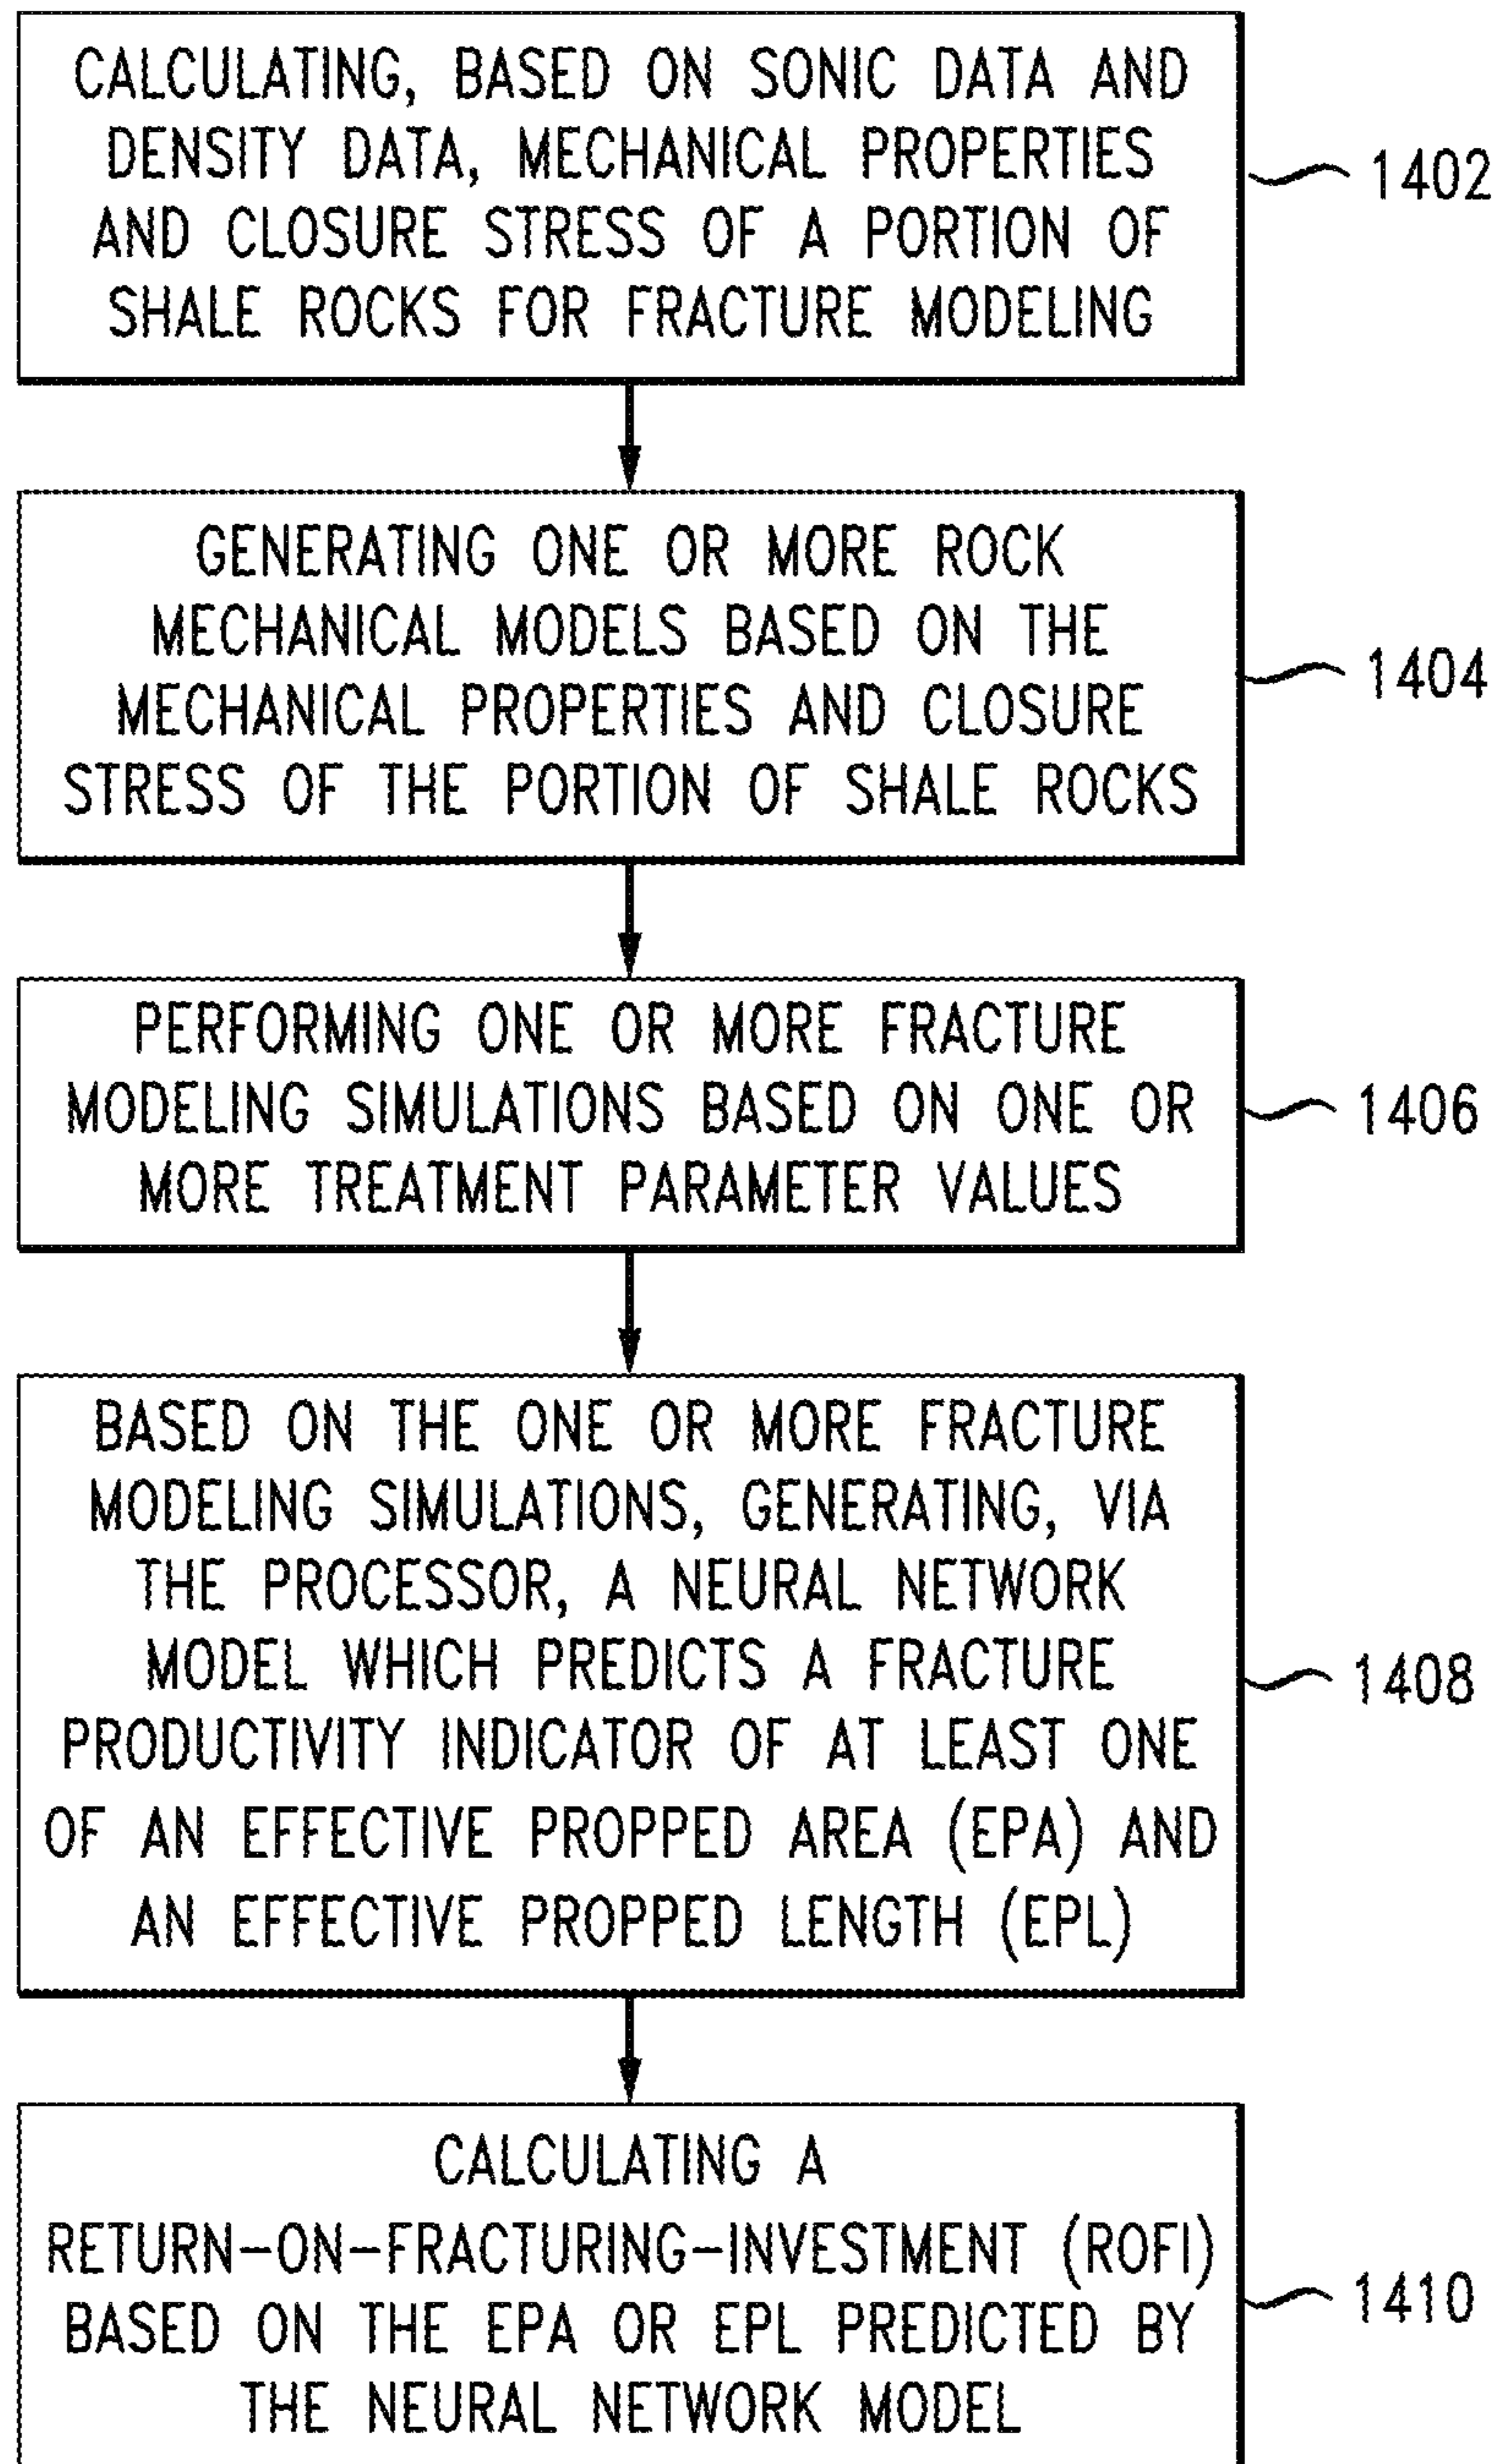 CALCULATING, BASED ON SONIC DATA AND
DENSITY DATA, MECHANICAL PROPERTIES
AND CLOSURE STRESS OF A PORTION OF
SHALE ROCKS FOR FRACTURE MODELING
1402
GENERATING ONE OR MORE ROCK
MECHANICAL MODELS BASED ON THE
MECHANICAL PROPERTIES AND CLOSURE
STRESS OF THE PORTION OF SHALE ROCKS
1404
PERFORMING ONE OR MORE FRACTURE
MODELING SIMULATIONS BASED ON ONE OR
MORE TREATMENT PARAMETER VALUES
1406
BASED ON THE ONE OR MORE FRACTURE
MODELING SIMULATIONS, GENERATING, VIA
THE PROCESSOR, A NEURAL NETWORK
MODEL WHICH PREDICTS A FRACTURE
PRODUCTIVITY INDICATOR OF AT LEAST ONE
OF AN EFFECTIVE PROPPED AREA (EPA) AND
AN EFFECTIVE PROPPED LENGTH (EPL)
1408
CALCULATING A
RETURN-ON-FRACTURING-INVESTMENT (ROFI)
BASED ON THE EPA OR EPL PREDICTED BY
THE NEURAL NETWORK MODEL
1410